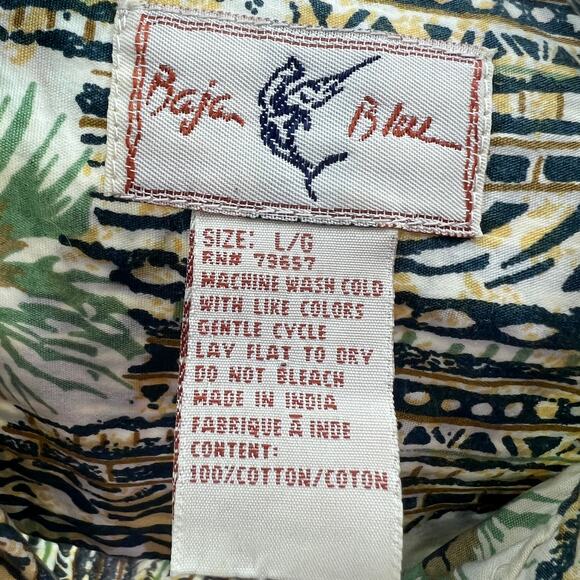 Baja Blue
SIZE: L/G
RN# 79657
MACHINE WASH COLD
WITH LIKE COLORS
GENTLE CYCLE
LAY FLAT TO DRY
DO NOT BLEACH
MADE IN INDIA
FABRIQUE Ā INDE
CONTENT:
100%COTTON/COTON